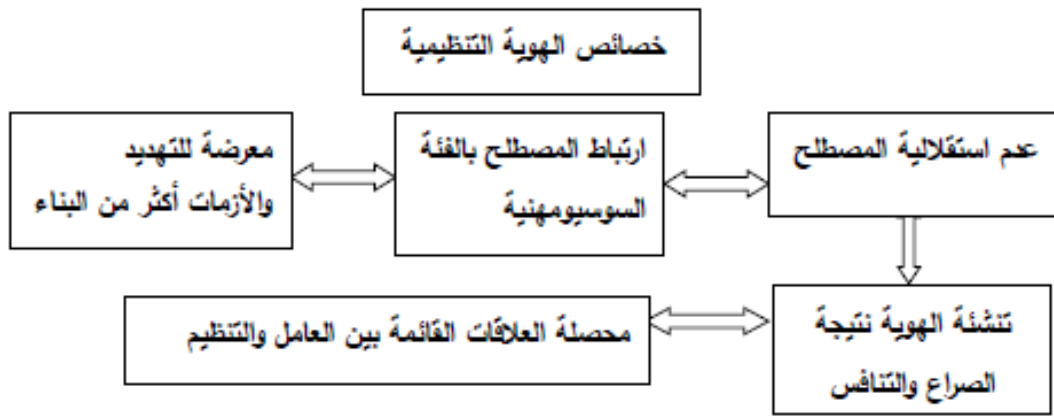 خصائص الهوية التنظيمية
عدم استقلالية المصطلح
ارتباط المصطلح بالفئة
السوسيومهنية
معرضة للتهديد
والأزمات أكثر من البناء
تنشئة الهوية نتيجة
الصراع والتنافس
محصلة العلاقات القائمة بين العامل والتنظيم